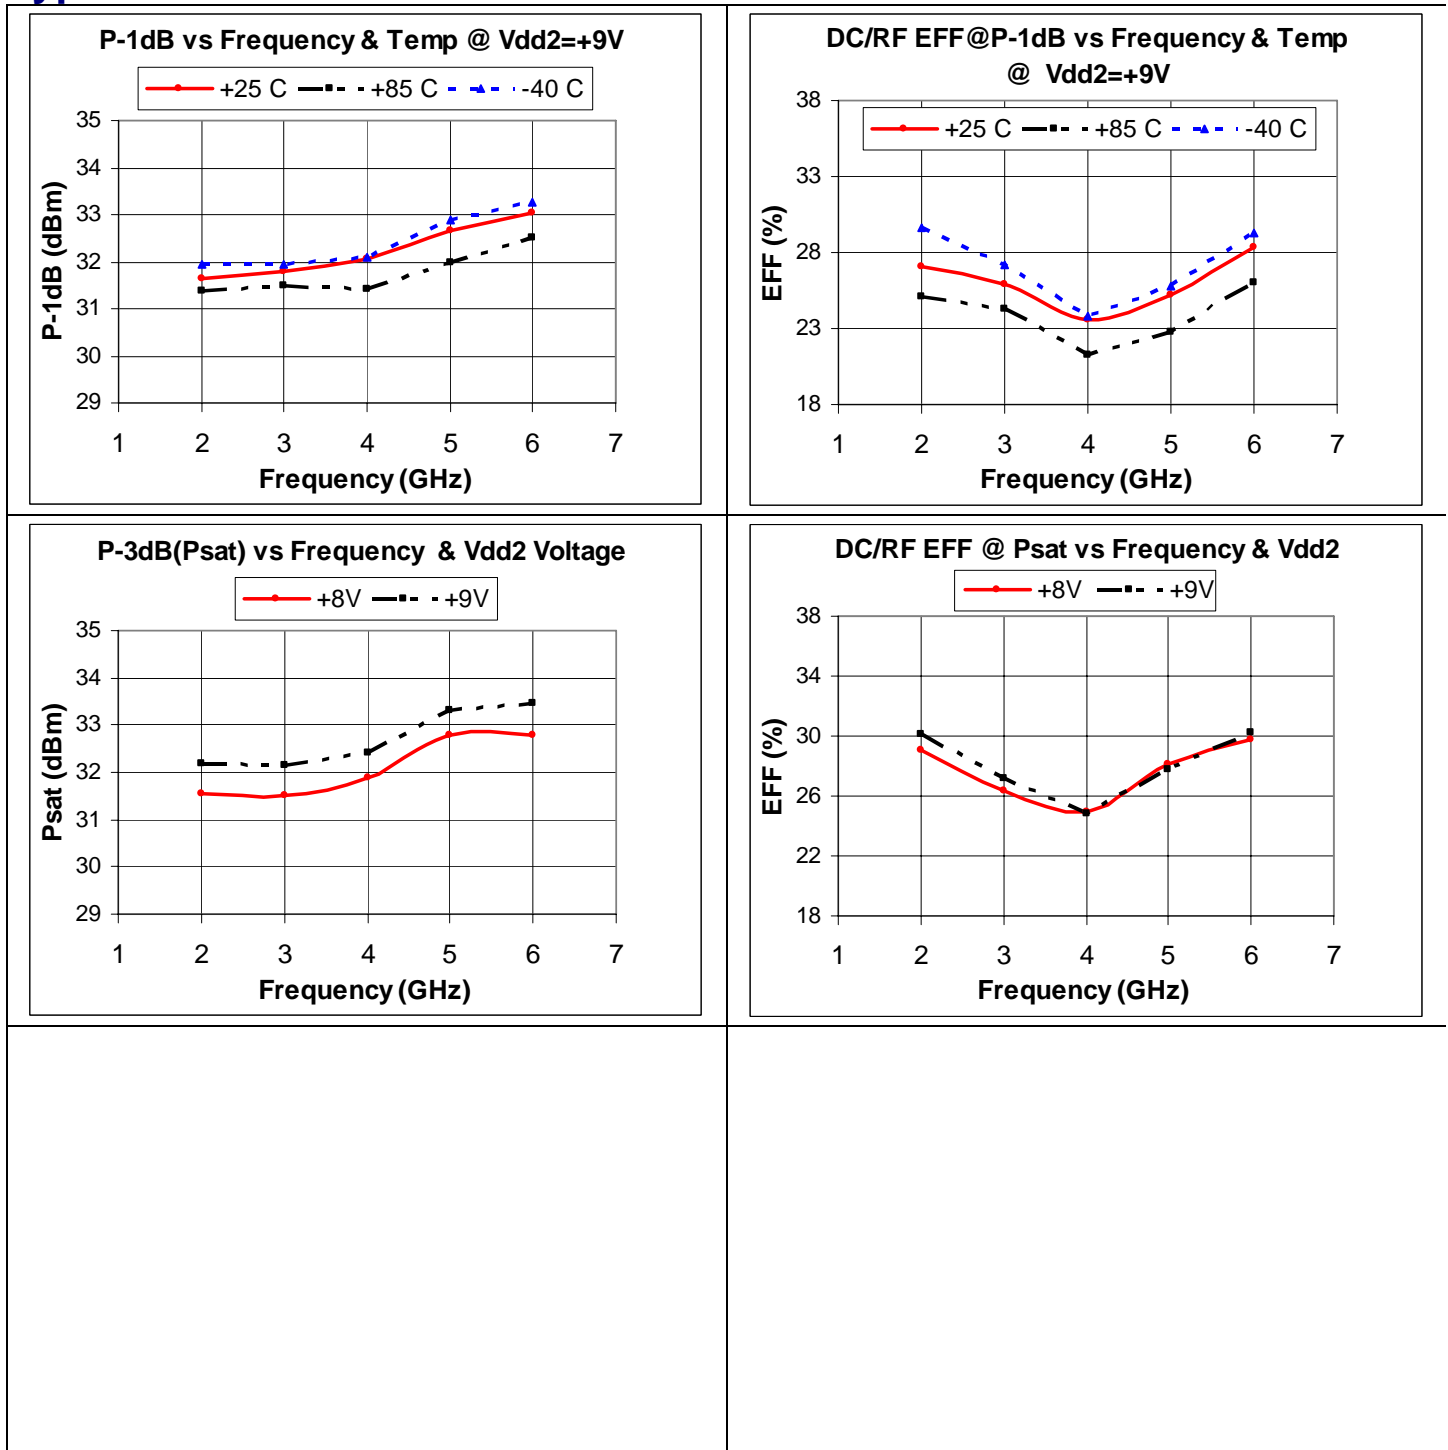 P-1dB vs Frequency & Temp @ Vdd2=+9V
+25 C +85 C -40 C
35
34
33
32
31
30
29
P-1dB (dBm)
1 2 3 4 5 6 7
Frequency (GHz)
DC/RF EFF@P-1dB vs Frequency & Temp
@ Vdd2=+9V
+25 C +85 C -40 C
38
33
28
23
18
EFF (%)
1 2 3 4 5 6 7
Frequency (GHz)
P-3dB(Psat) vs Frequency & Vdd2 Voltage
+8V +9V
35
34
33
32
31
30
29
Psat (dBm)
1 2 3 4 5 6 7
Frequency (GHz)
DC/RF EFF @ Psat vs Frequency & Vdd2
+8V +9V
38
34
30
26
22
18
EFF (%)
1 2 3 4 5 6 7
Frequency (GHz)